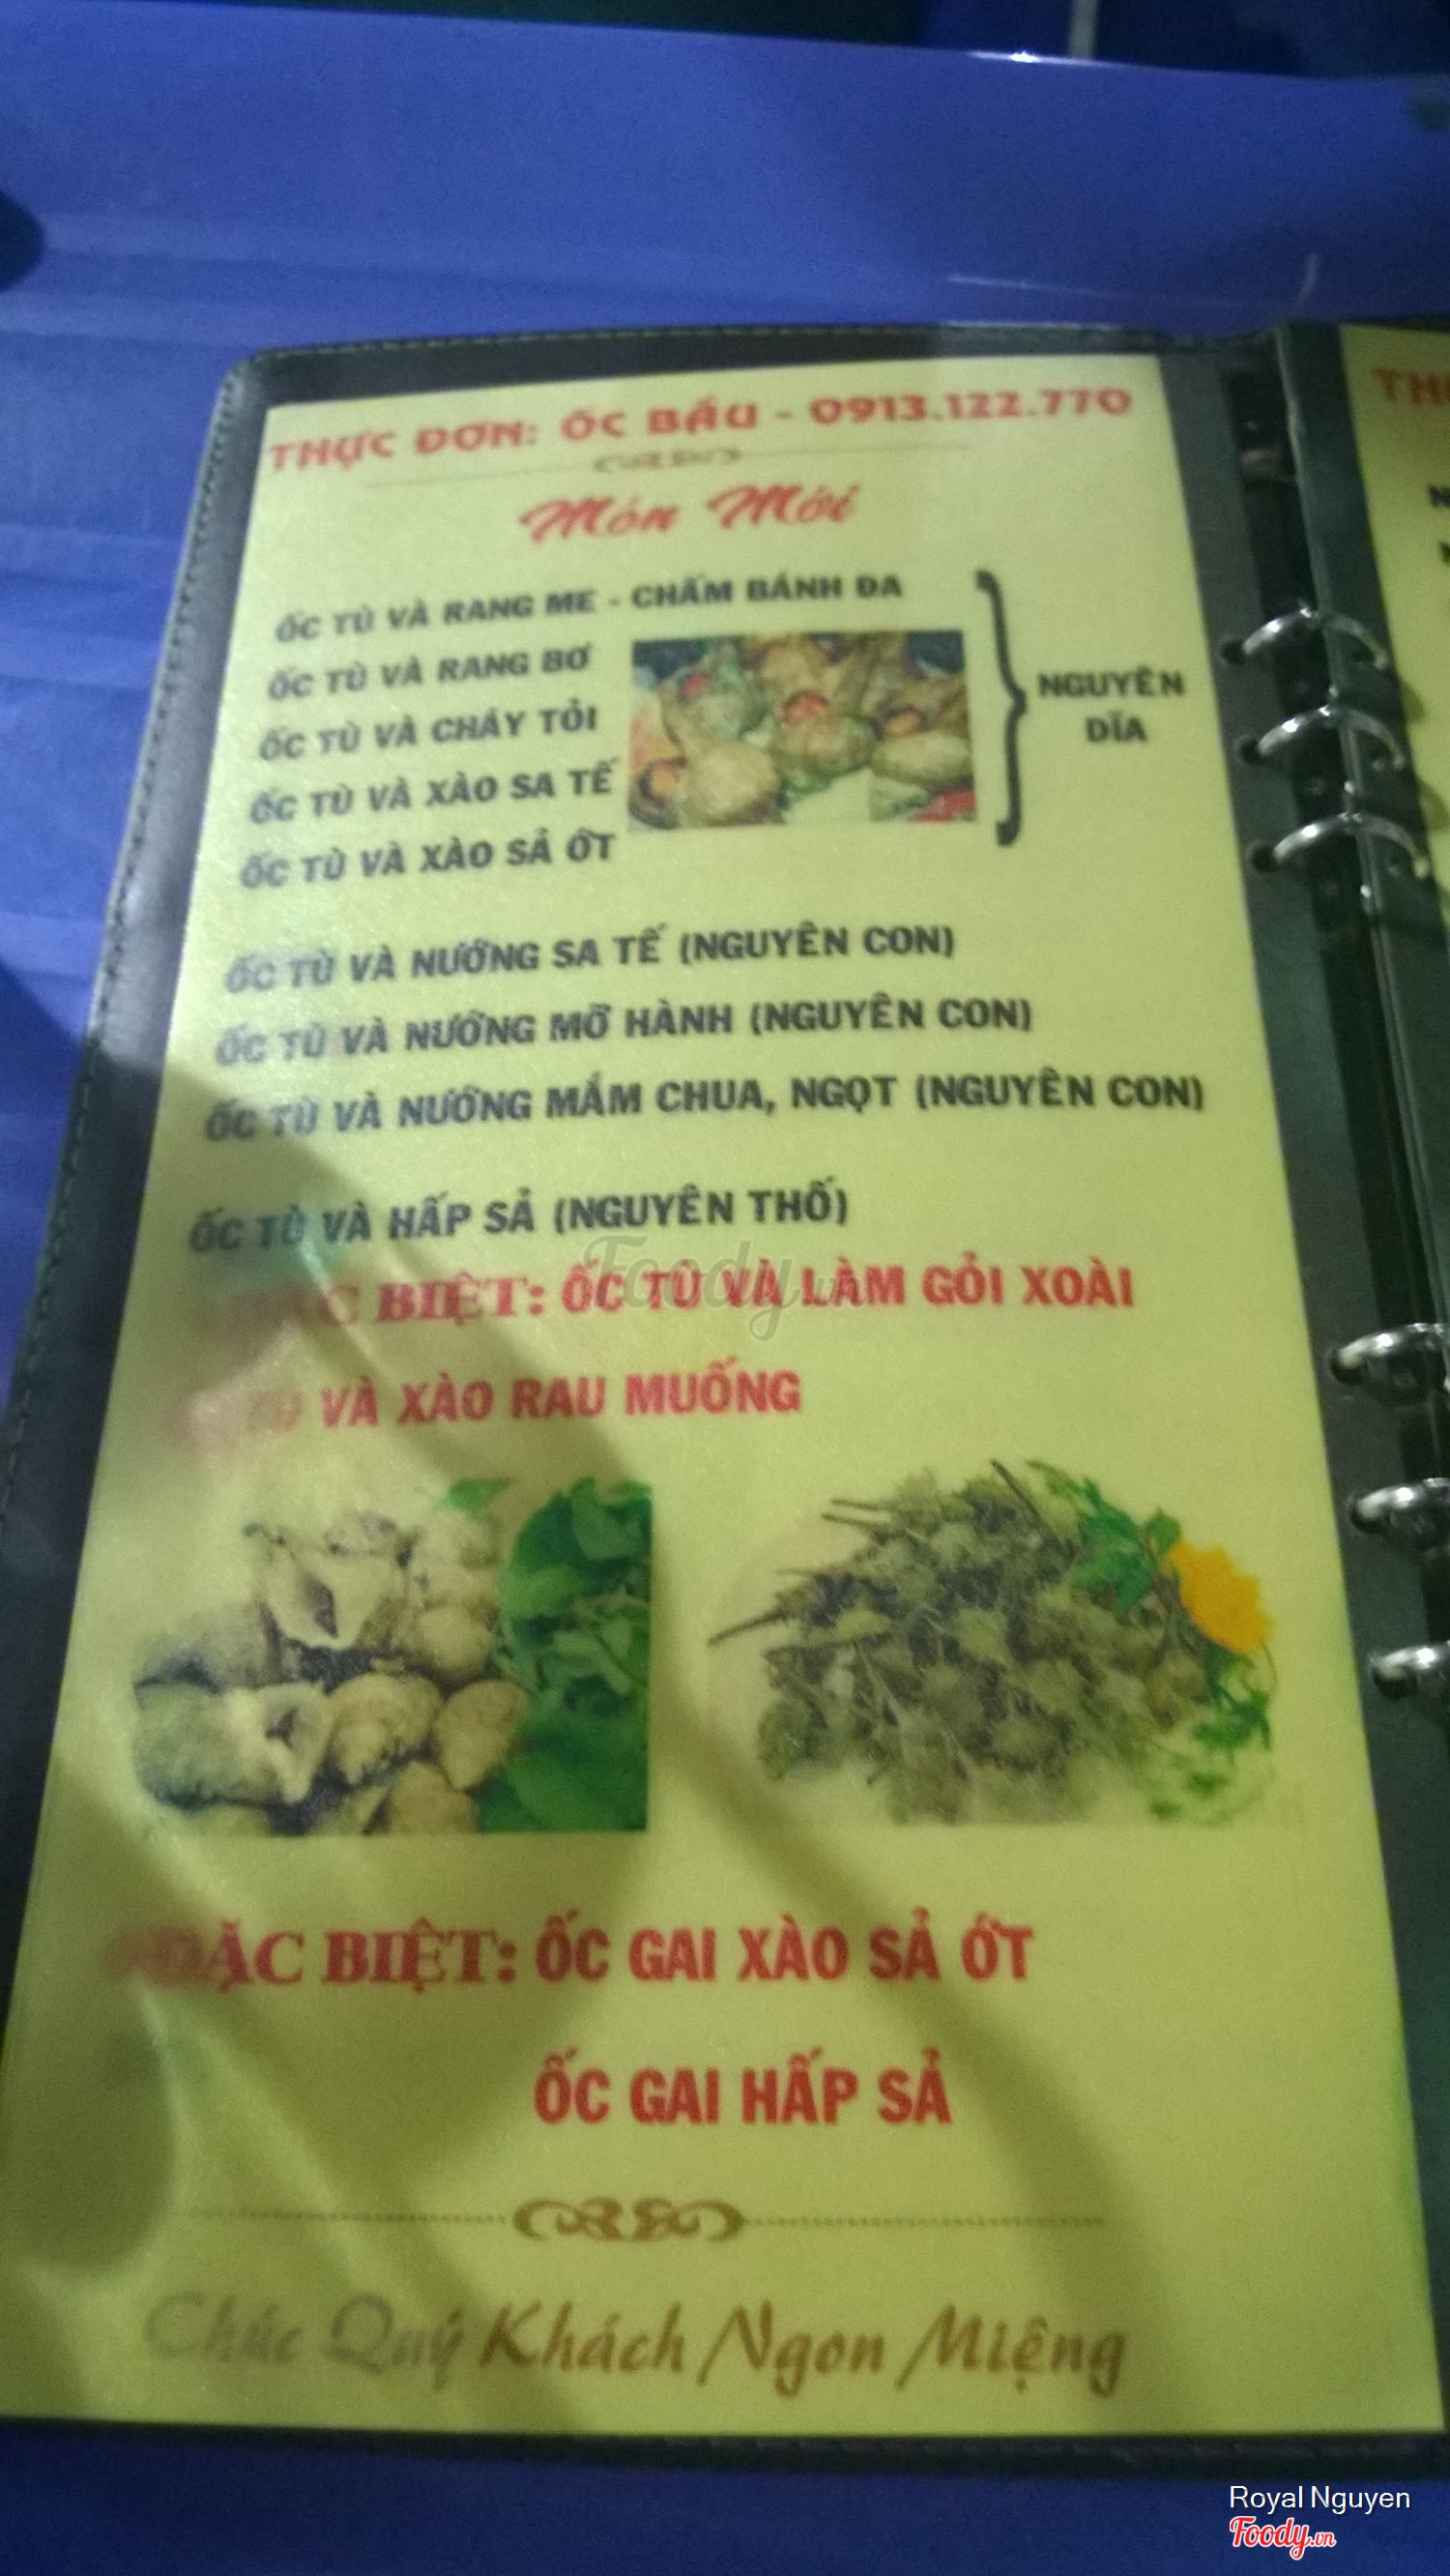 THỰC ĐƠN: ỐC BẦU - 0913.122.770
Món Mới
ỐC TÙ VÀ RANG ME - CHẤM BÁNH ĐA
ỐC TÙ VÀ RANG BƠ
ỐC TÙ VÀ CHÁY TỎI
ỐC TÙ VÀ XÀO SA TẾ
ỐC TÙ VÀ XÀO SẢ ỚT
NGUYÊN
DĨA
ỐC TÙ VÀ NƯỚNG SA TẾ (NGUYÊN CON)
ỐC TÙ VÀ NƯỚNG MỠ HÀNH (NGUYÊN CON)
ỐC TÙ VÀ NƯỚNG MẮM CHUA, NGỌT (NGUYÊN CON)
ỐC TÙ VÀ HẤP SẢ (NGUYÊN THỐ)
ĐẶC BIỆT: ỐC TÙ VÀ LÀM GỎI XOÀI
VÀ XÀO RAU MUỐNG
ĐẶC BIỆT: ỐC GAI XÀO SẢ ỚT
ỐC GAI HẤP SẢ
Chúc Quý Khách Ngon Miệng
Foody.vn
Royal Nguyen
Foody.vn